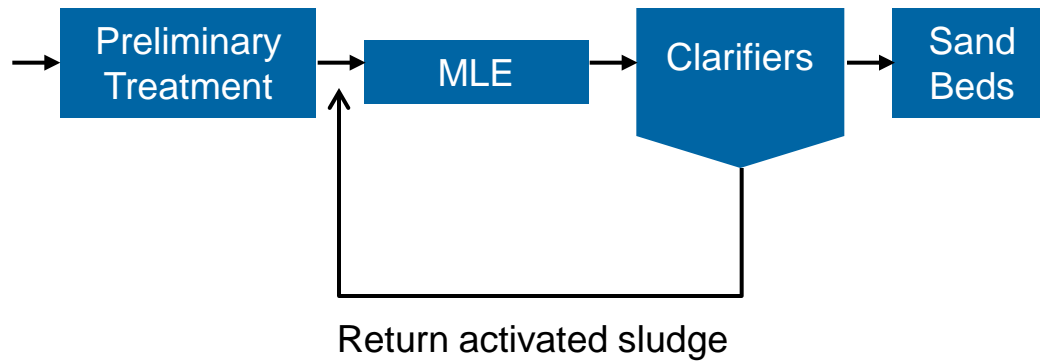 Preliminary
Treatment
MLE
Clarifiers
Sand
Beds
Return activated sludge